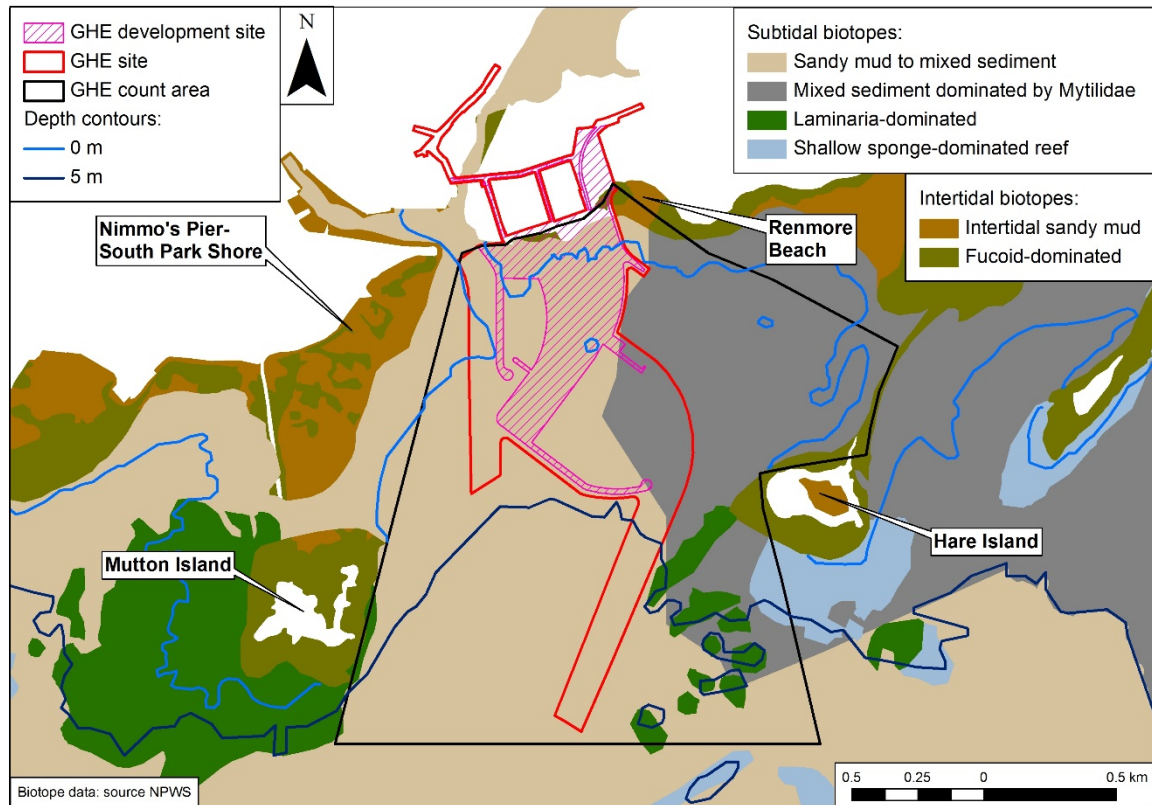 GHE development site
GHE site
GHE count area
Depth contours:
0 m
5 m
N
Subtidal biotopes:
Sandy mud to mixed sediment
Mixed sediment dominated by Mytilidae
Laminaria-dominated
Shallow sponge-dominated reef
Intertidal biotopes:
Intertidal sandy mud
Fucoid-dominated
Nimmo's Pier-
South Park Shore
Renmore
Beach
Hare Island
Mutton Island
Biotope data: source NPWS
0.5 0.25 0 0.5 km